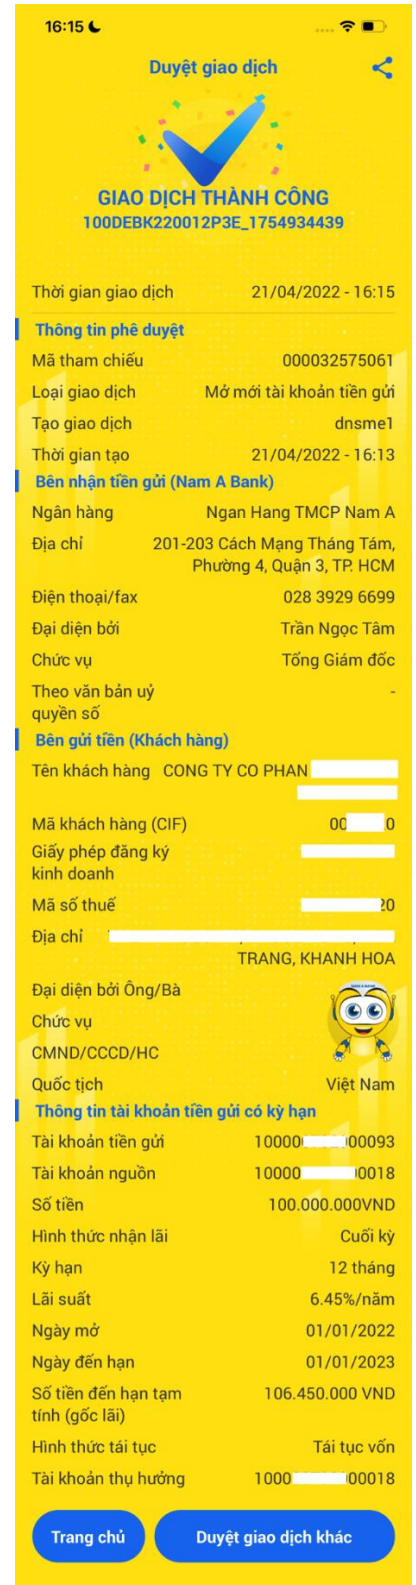 16:15
Duyệt giao dịch
GIAO DỊCH THÀNH CÔNG
100DEBK220012P3E_1754934439
Thời gian giao dịch 21/04/2022 - 16:15
Thông tin phê duyệt
Mã tham chiếu 000032575061
Loại giao dịch Mở mới tài khoản tiền gửi
Tạo giao dịch dnsme1
Thời gian tạo 21/04/2022 - 16:13
Bên nhận tiền gửi (Nam A Bank)
Ngân hàng Ngan Hang TMCP Nam A
Địa chỉ 201-203 Cách Mạng Tháng Tám,
Phường 4, Quận 3, TP. HCM
Điện thoại/fax 028 3929 6699
Đại diện bởi Trần Ngọc Tâm
Chức vụ Tổng Giám đốc
Theo văn bản uỷ -
quyền số
Bên gửi tiền (Khách hàng)
Tên khách hàng CONG TY CO PHAN
Mã khách hàng (CIF) 00 0
Giấy phép đăng ký
kinh doanh
Mã số thuế 20
Địa chỉ
TRANG, KHANH HOA
Đại diện bởi Ông/Bà
Chức vụ
CMND/CCCD/HC
Quốc tịch Việt Nam
Thông tin tài khoản tiền gửi có kỳ hạn
Tài khoản tiền gửi 10000 00093
Tài khoản nguồn 10000 0018
Số tiền 100.000.000VND
Hình thức nhận lãi Cuối kỳ
Kỳ hạn 12 tháng
Lãi suất 6.45%/năm
Ngày mở 01/01/2022
Ngày đến hạn 01/01/2023
Số tiền đến hạn tạm 106.450.000 VND
tính (gốc lãi)
Hình thức tái tục Tái tục vốn
Tài khoản thụ hưởng 1000 00018
Trang chủ Duyệt giao dịch khác